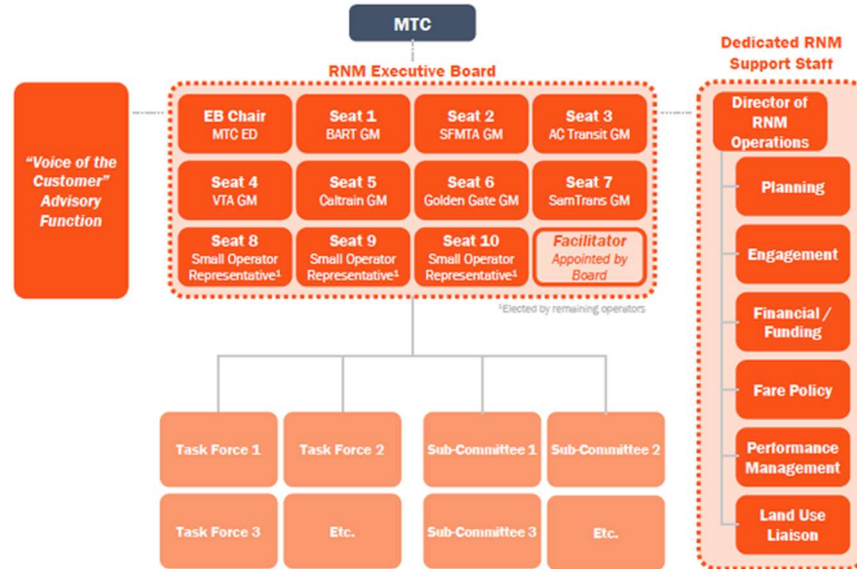 MTC
RNM Executive Board
Dedicated RNM
Support Staff
“Voice of the
Customer”
Advisory
Function
EB Chair
MTC ED
Seat 1
BART GM
Seat 2
SFMTA GM
Seat 3
AC Transit GM
Seat 4
VTA GM
Seat 5
Caltrain GM
Seat 6
Golden Gate GM
Seat 7
SamTrans GM
Seat 8
Small Operator
Representative¹
Seat 9
Small Operator
Representative¹
Seat 10
Small Operator
Representative¹
Facilitator
Appointed by
Board
¹Elected by remaining operators
Director of
RNM
Operations
Planning
Engagement
Financial /
Funding
Fare Policy
Performance
Management
Land Use
Liaison
Task Force 1
Task Force 2
Sub-Committee 1
Sub-Committee 2
Task Force 3
Etc.
Sub-Committee 3
Etc.